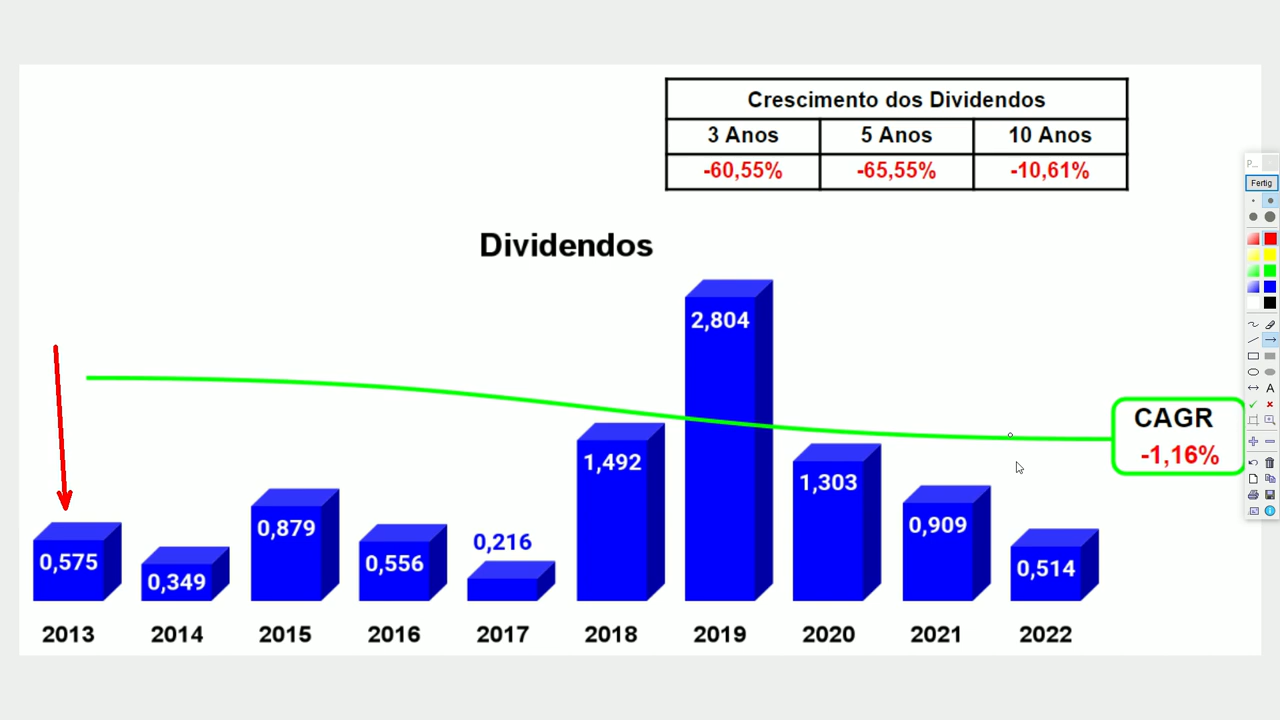 Crescimento dos Dividendos
3 Anos 5 Anos 10 Anos
-60,55% -65,55% -10,61%
Dividendos
CAGR
-1,16%
0,575 0,349 0,879 0,556 0,216 1,492 2,804 1,303 0,909 0,514
2013 2014 2015 2016 2017 2018 2019 2020 2021 2022
P...
Fertig
A